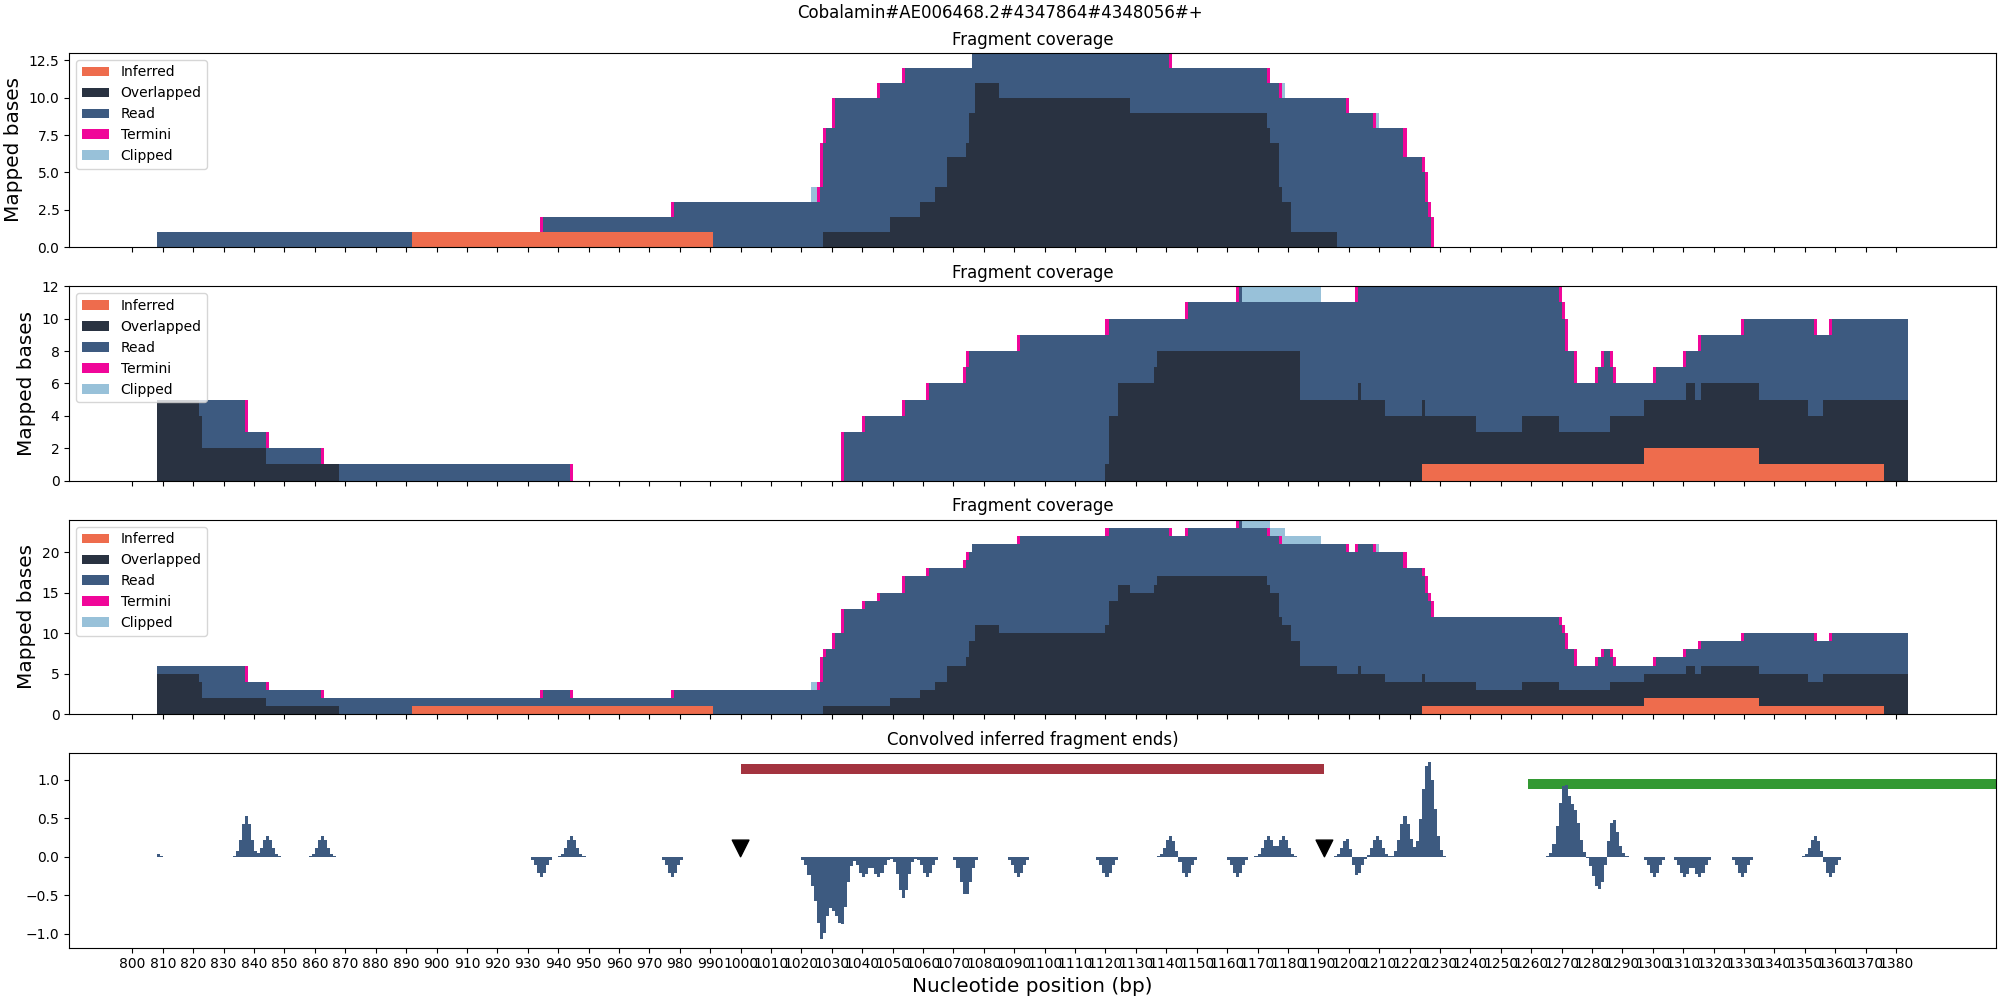 Cobalamin#AE006468.2#4347864#4348056#+
Fragment coverage
Mapped bases
12.5
10.0
7.5
5.0
2.5
0.0
Inferred
Overlapped
Read
Termini
Clipped
Fragment coverage
Mapped bases
12
10
8
6
4
2
0
Inferred
Overlapped
Read
Termini
Clipped
Fragment coverage
Mapped bases
20
15
10
5
0
Inferred
Overlapped
Read
Termini
Clipped
Convolved inferred fragment ends)
1.0
0.5
0.0
−0.5
−1.0
800 810 820 830 840 850 860 870 880 890 900 910 920 930 940 950 960 970 980 990 1000 1010 1020 1030 1040 1050 1060 1070 1080 1090 1100 1110 1120 1130 1140 1150 1160 1170 1180 1190 1200 1210 1220 1230 1240 1250 1260 1270 1280 1290 1300 1310 1320 1330 1340 1350 1360 1370 1380
Nucleotide position (bp)